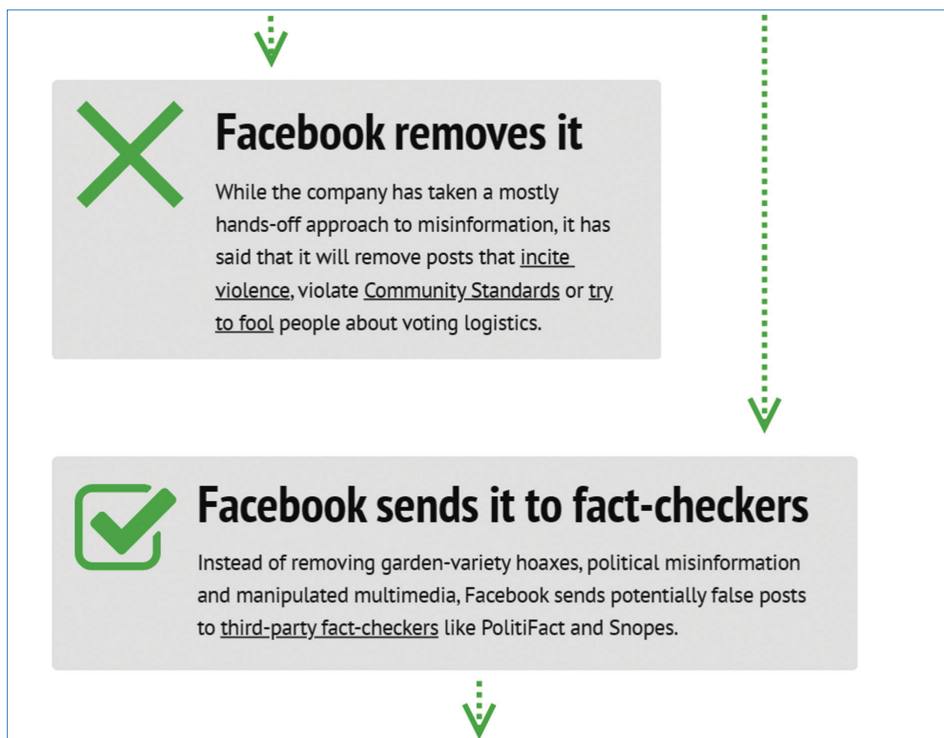 Facebook removes it
While the company has taken a mostly
hands-off approach to misinformation, it has
said that it will remove posts that incite
violence, violate Community Standards or try
to fool people about voting logistics.
Facebook sends it to fact-checkers
Instead of removing garden-variety hoaxes, political misinformation
and manipulated multimedia, Facebook sends potentially false posts
to third-party fact-checkers like PolitiFact and Snopes.